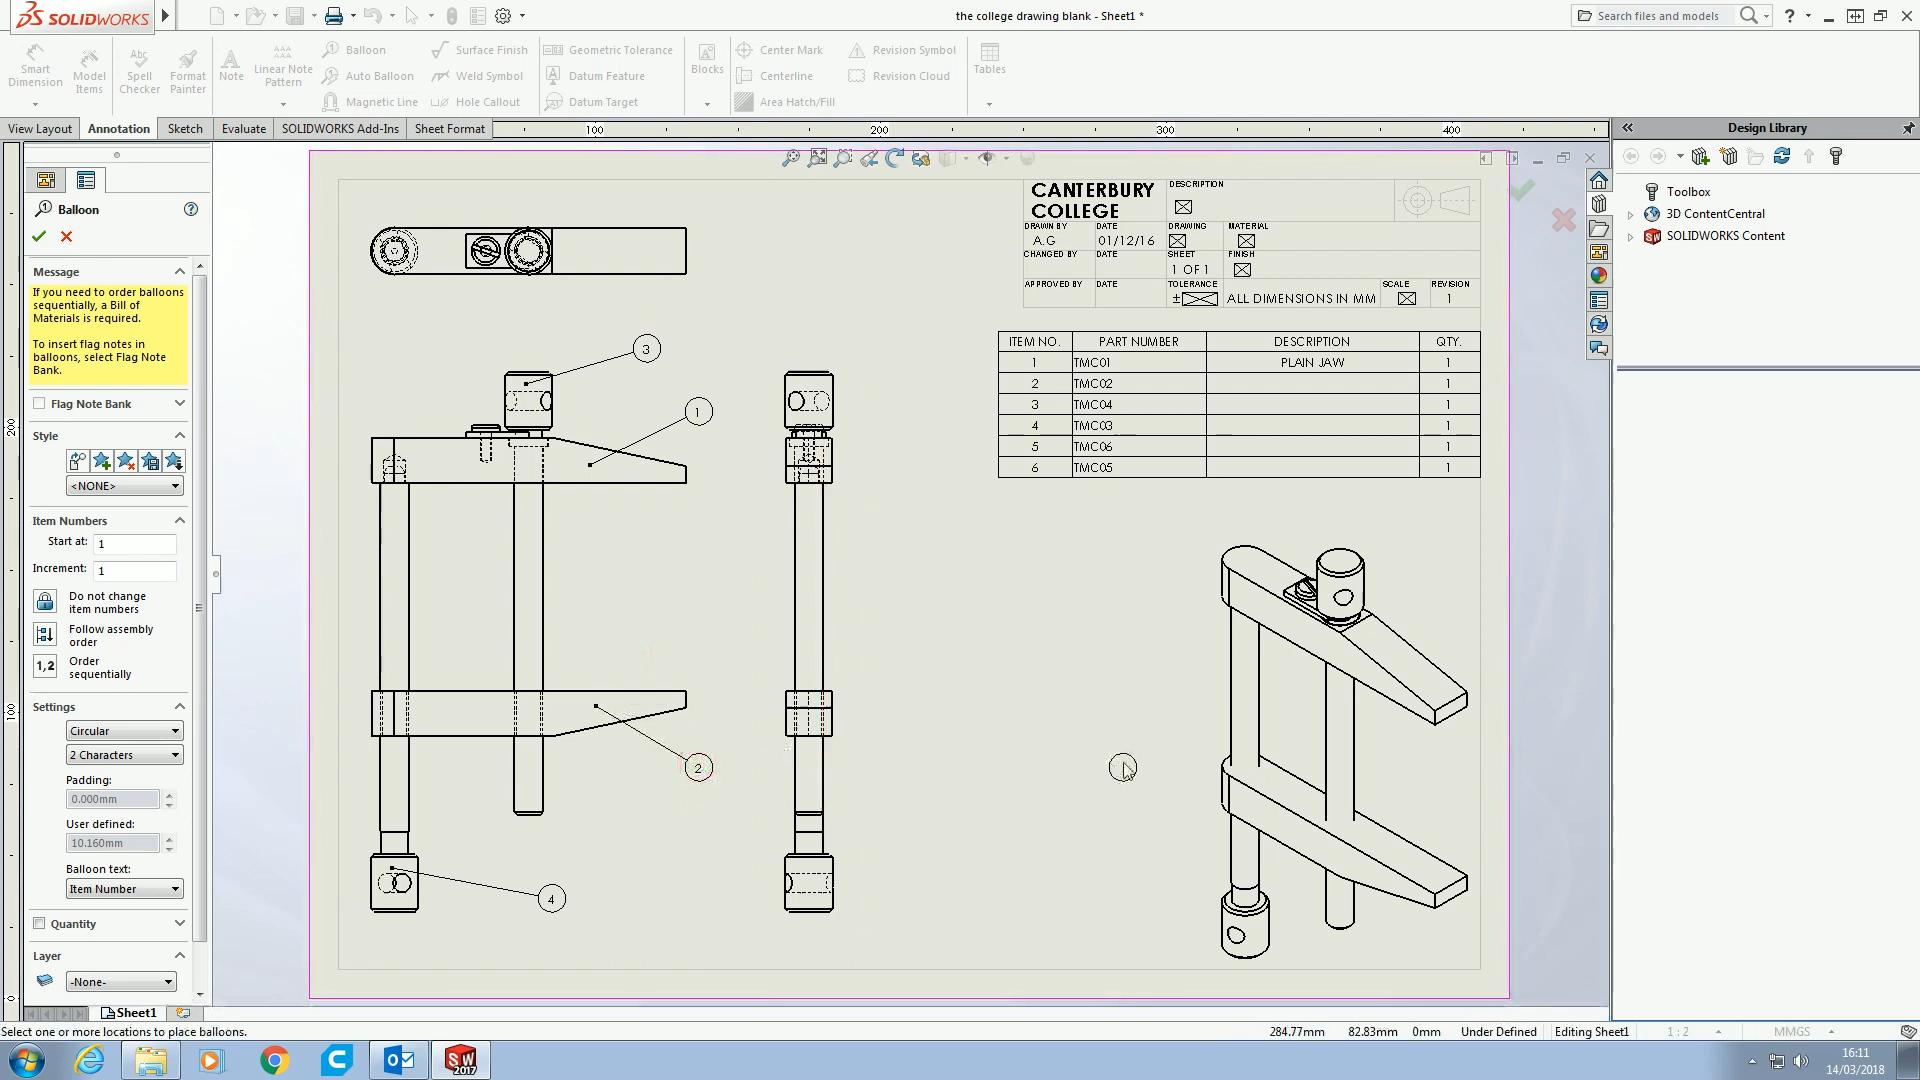 SOLIDWORKS
the college drawing blank - Sheet1 *
Search files and models
Smart Dimension
Model Items
Spell Checker
Format Painter
Note
Linear Note Pattern
Balloon
Auto Balloon
Magnetic Line
Surface Finish
Weld Symbol
Hole Callout
Geometric Tolerance
Datum Feature
Datum Target
Blocks
Center Mark
Centerline
Area Hatch/Fill
Revision Symbol
Revision Cloud
Tables
View Layout
Annotation
Sketch
Evaluate
SOLIDWORKS Add-Ins
Sheet Format
100
200
300
400
Design Library
Toolbox
3D ContentCentral
SOLIDWORKS Content
Balloon
Message
If you need to order balloons
sequentially, a Bill of
Materials is required.
To insert flag notes in
balloons, select Flag Note
Bank.
Flag Note Bank
Style
<NONE>
Item Numbers
Start at:
1
Increment:
1
Do not change
item numbers
Follow assembly
order
1,2
Order
sequentially
Settings
Circular
2 Characters
Padding:
0.000mm
User defined:
10.160mm
Balloon text:
Item Number
Quantity
Layer
-None-
200
100
0
CANTERBURY
COLLEGE
DESCRIPTION
DRAWN BY
A.G
DATE
01/12/16
DRAWING
MATERIAL
CHANGED BY
DATE
SHEET
1 OF 1
FINISH
APPROVED BY
DATE
TOLERANCE
±
ALL DIMENSIONS IN MM
SCALE
REVISION
1
ITEM NO. PART NUMBER DESCRIPTION QTY.
1 TMC01 PLAIN JAW 1
2 TMC02 1
3 TMC04 1
4 TMC03 1
5 TMC06 1
6 TMC05 1
3
1
2
4
Sheet1
Select one or more locations to place balloons.
284.77mm
82.83mm
0mm
Under Defined
Editing Sheet1
1 : 2
MMGS
SW
2017
16:11
14/03/2018